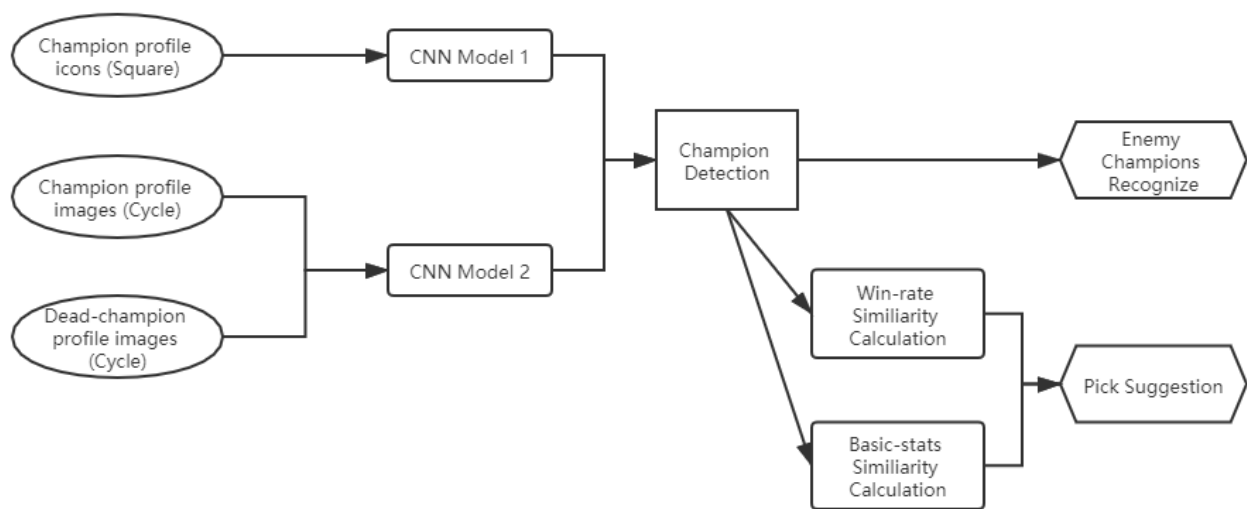 Champion profile
icons (Square)
CNN Model 1
Champion profile
images (Cycle)
CNN Model 2
Dead-champion
profile images
(Cycle)
Champion
Detection
Enemy
Champions
Recognize
Win-rate
Similiarity
Calculation
Basic-stats
Similiarity
Calculation
Pick Suggestion